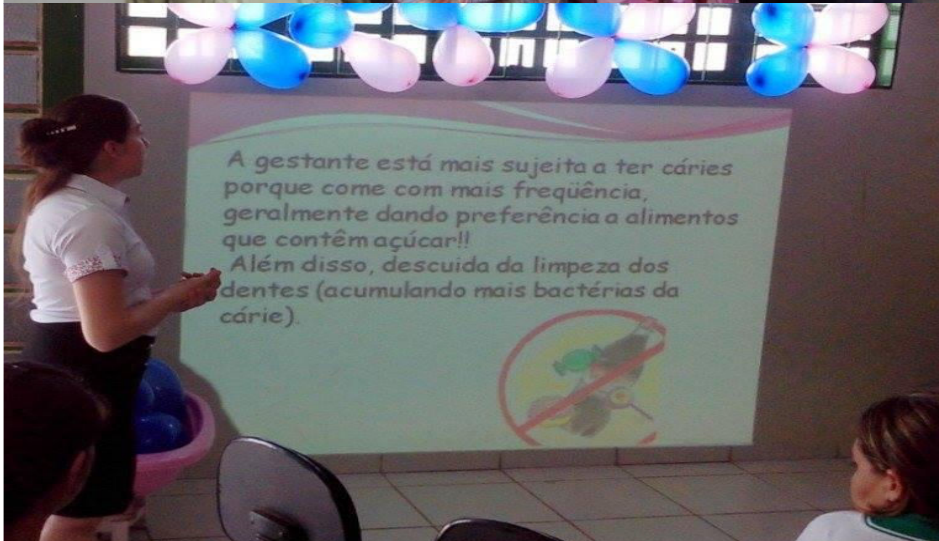 A gestante está mais sujeita a ter cáries
porque come com mais freqüência,
geralmente dando preferência a alimentos
que contêm açúcar!!
Além disso, descuida da limpeza dos
dentes (acumulando mais bactérias da
cárie).